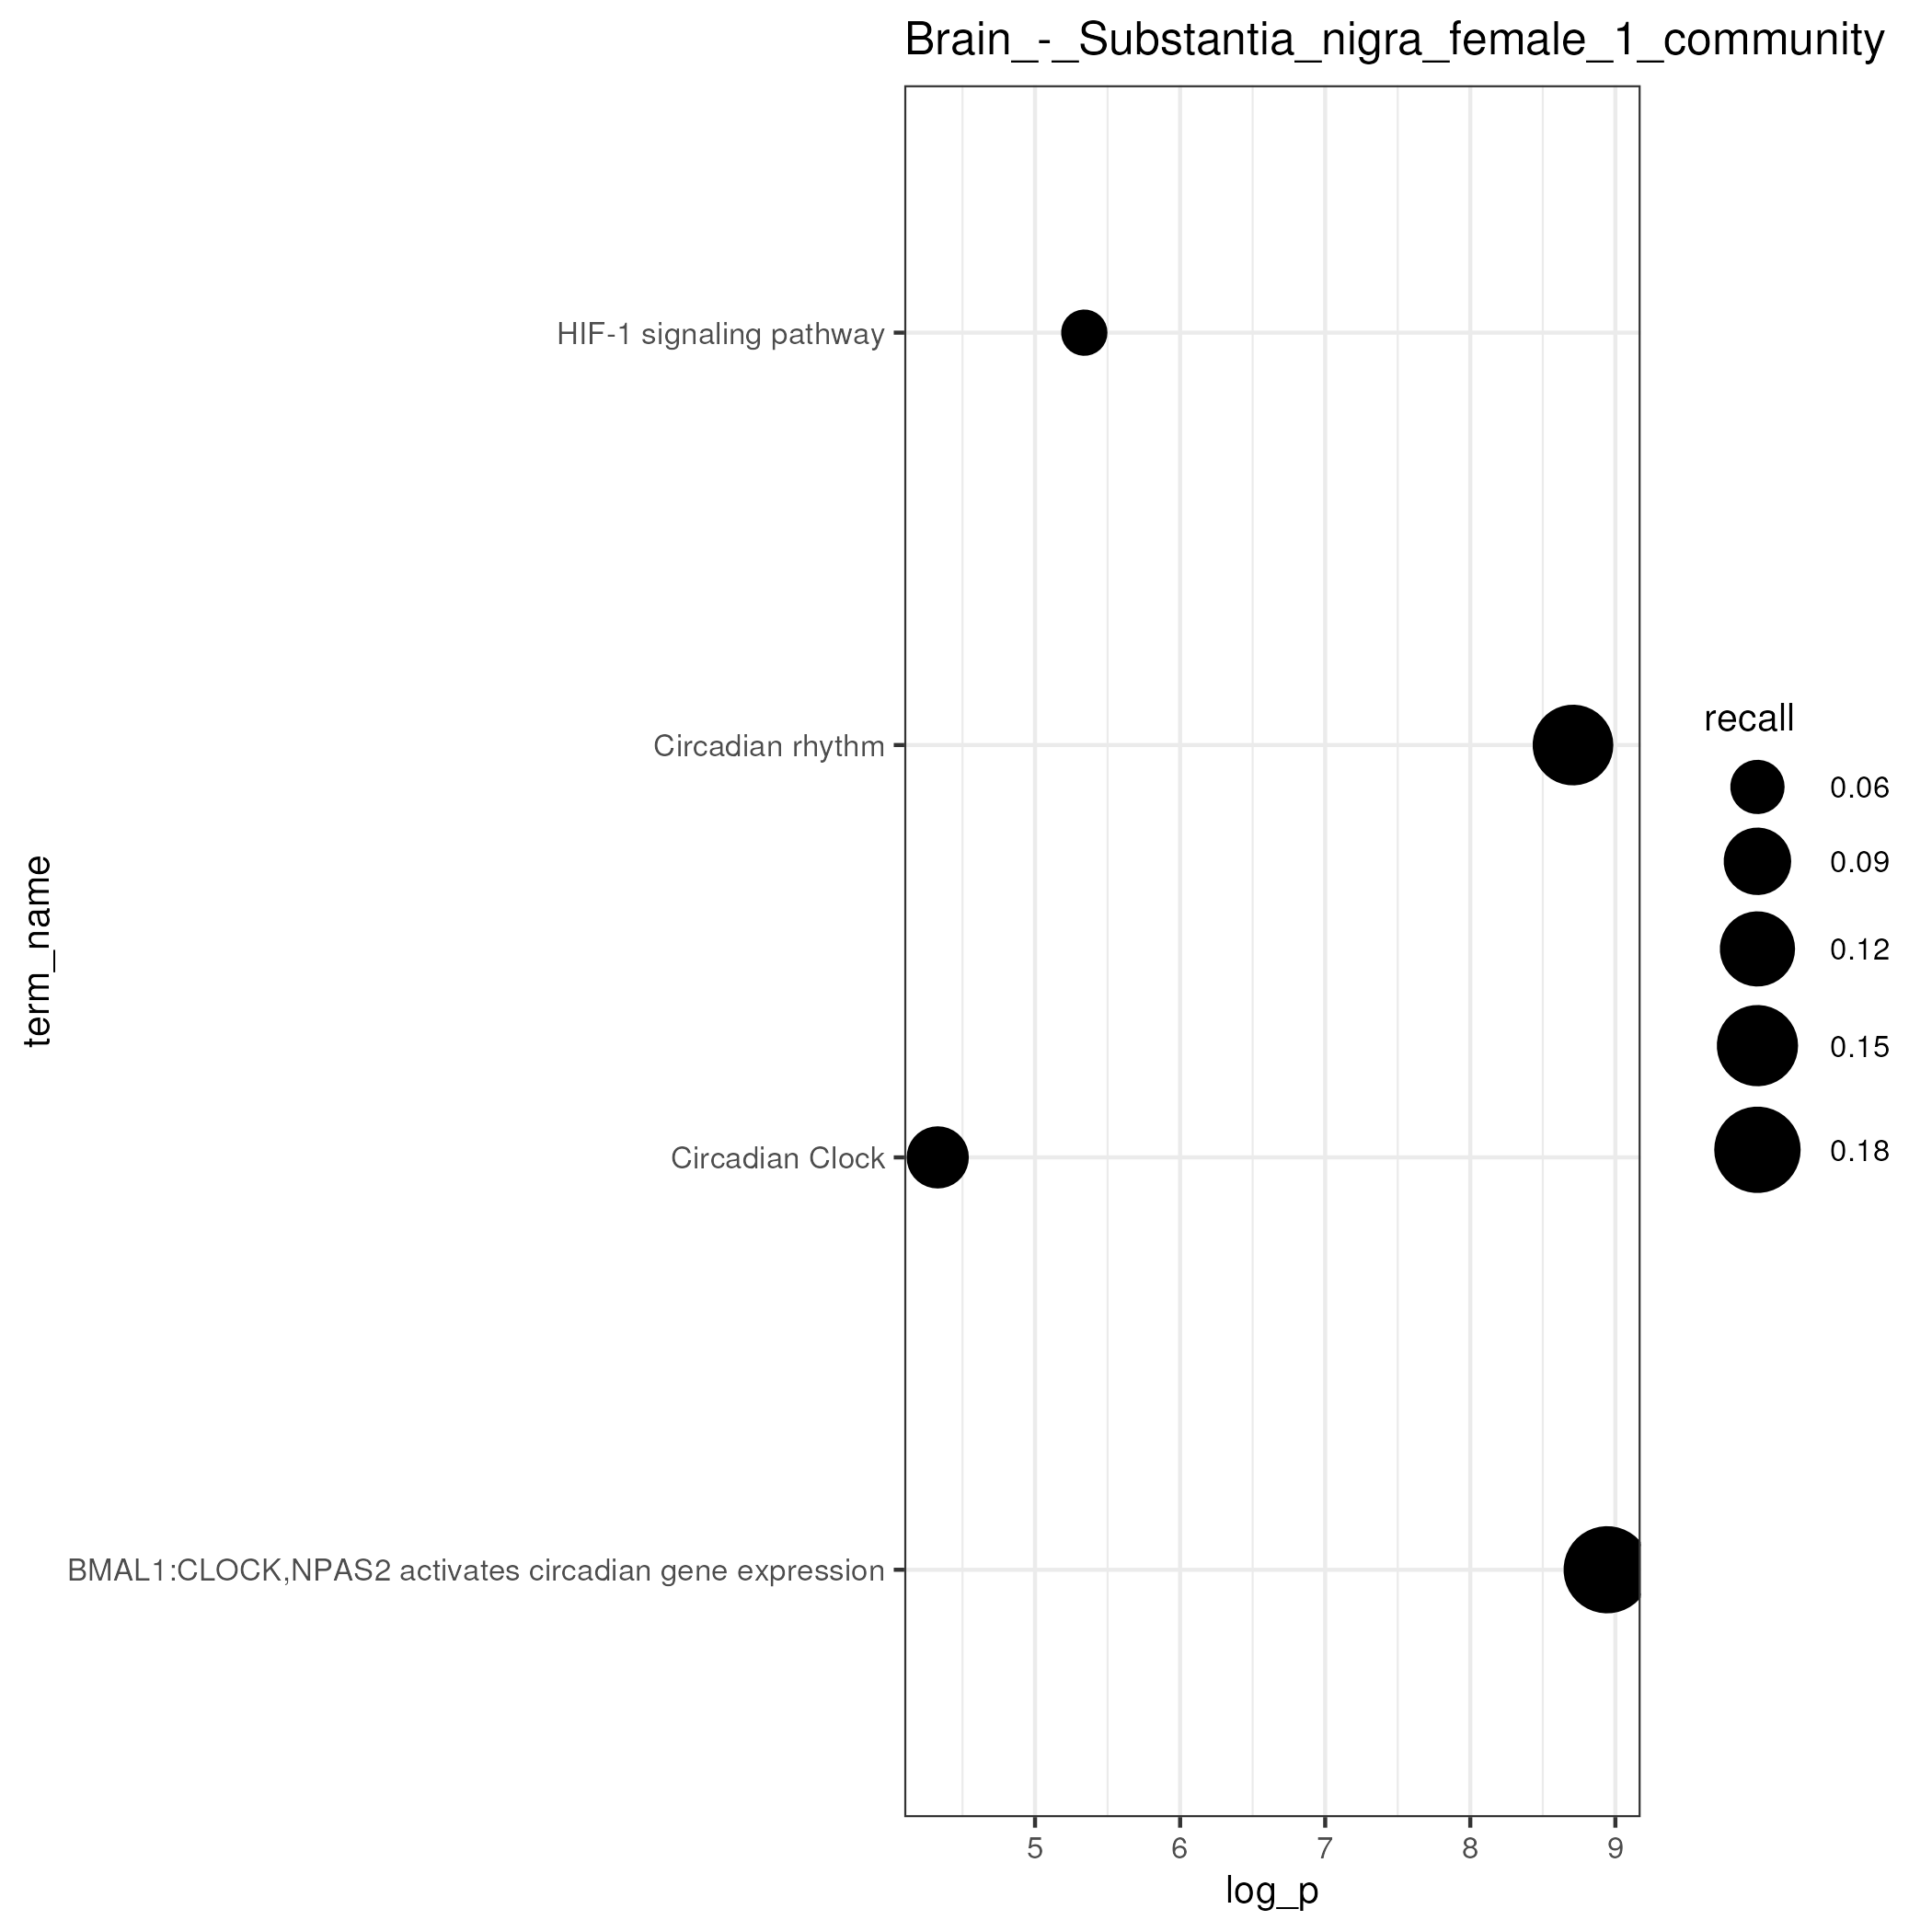 Brain_-_Substantia_nigra_female_1_community
term_name
HIF-1 signaling pathway
Circadian rhythm
Circadian Clock
BMAL1:CLOCK,NPAS2 activates circadian gene expression
5 6 7 8 9
log_p
recall
0.06
0.09
0.12
0.15
0.18